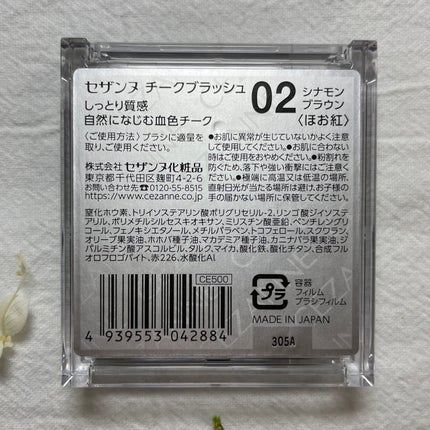 セザンヌ チークブラッシュ
しっとり質感
自然になじむ血色チーク
02 シナモン
ブラウン
〈ほお紅〉
〈ご使用方法〉ブラシに適量を
取り、ご使用ください。
●お肌に異常が生じていないかよく注意
して使用してください。●お肌に合わない
時はご使用をおやめください。●粉割れを
防ぐため、落下や強い衝撃にはご注意くだ
さい。●極端に高温又は低温の場所、
直射日光が当たる場所は避け、お子様の
手の届かない場所に保管してください。
株式会社 セザンヌ化粧品
東京都千代田区麹町4-2-6
お問い合わせ 0120-55-8515
https://www.cezanne.co.jp/
窒化ホウ素、トリイソステアリン酸ポリグリセリル-2、リンゴ酸ジイソステ
アリル、ポリメチルシルセスキオキサン、ミリスチン酸亜鉛、ペンチレングリ
コール、フェノキシエタノール、メチルパラベン、トコフェロール、スクワラン、
オリーブ果実油、ホホバ種子油、マカデミア種子油、カニナバラ果実油、ジ
パルミチン酸アスコルビル、タルク、マイカ、酸化鉄、酸化チタン、合成フル
オロフロゴパイト、赤226、水酸化Al
CE500
4 939553 042884
プラ
容器
フィルム
ブラシフィルム
MADE IN JAPAN
305A